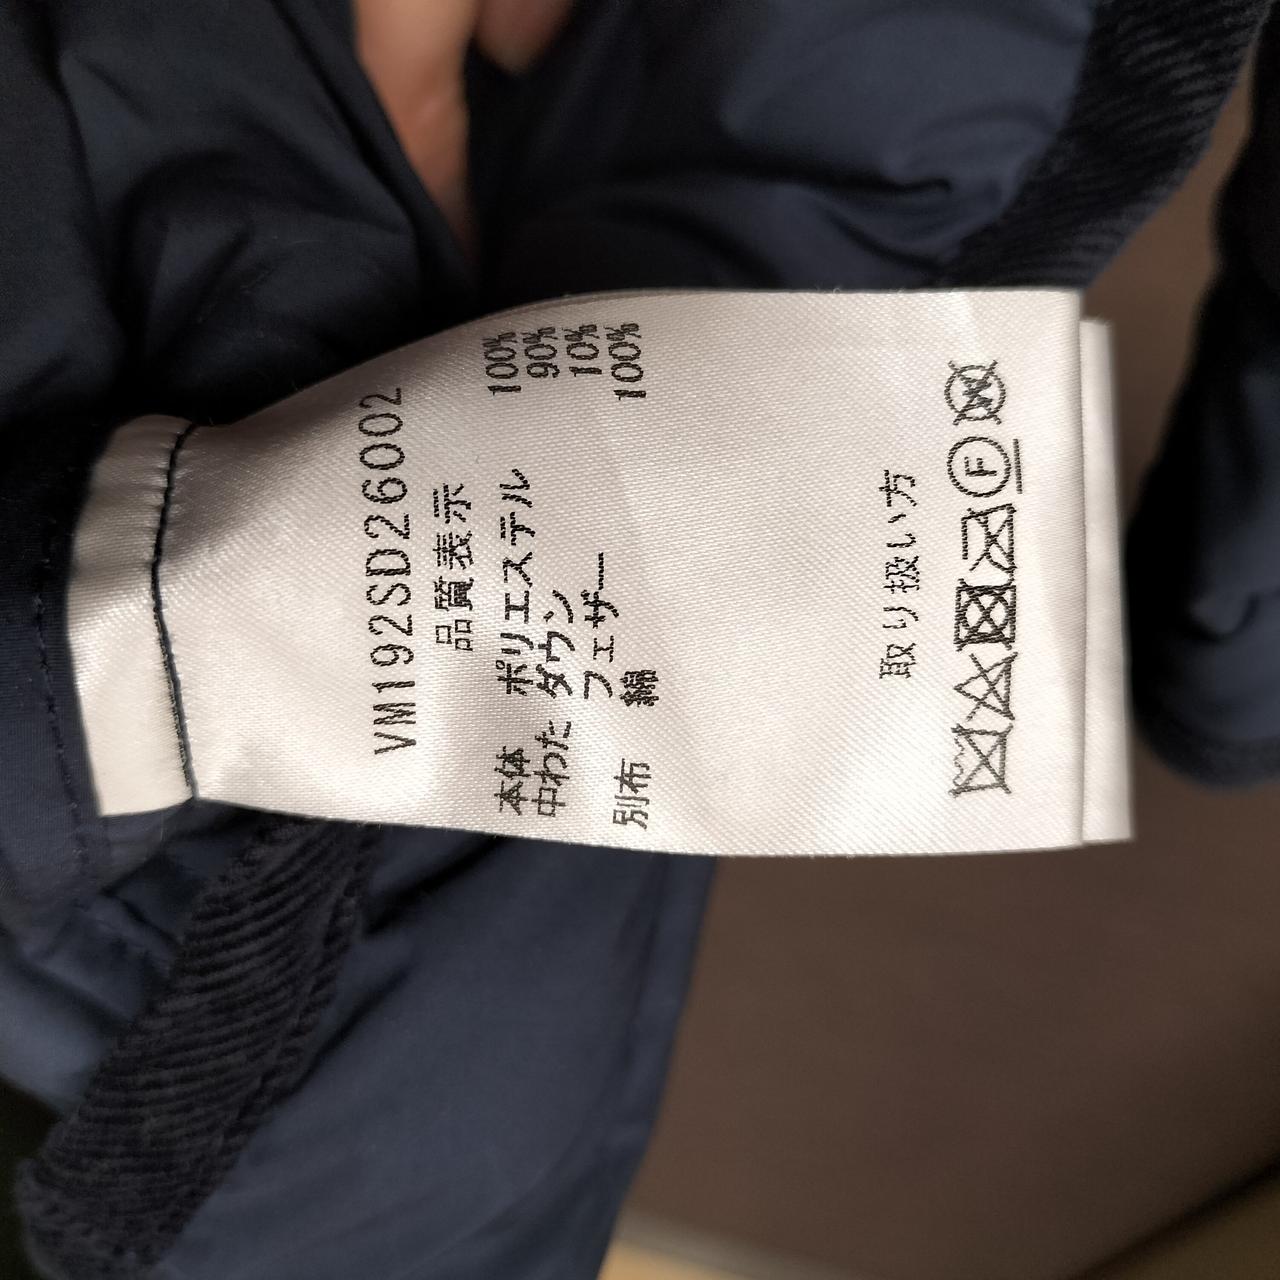 VM192SD26002
品質表示
本体 ポリエステル 100%
中わた ダウン 90%
フェザー 10%
別布 綿 100%
取り扱い方
F W